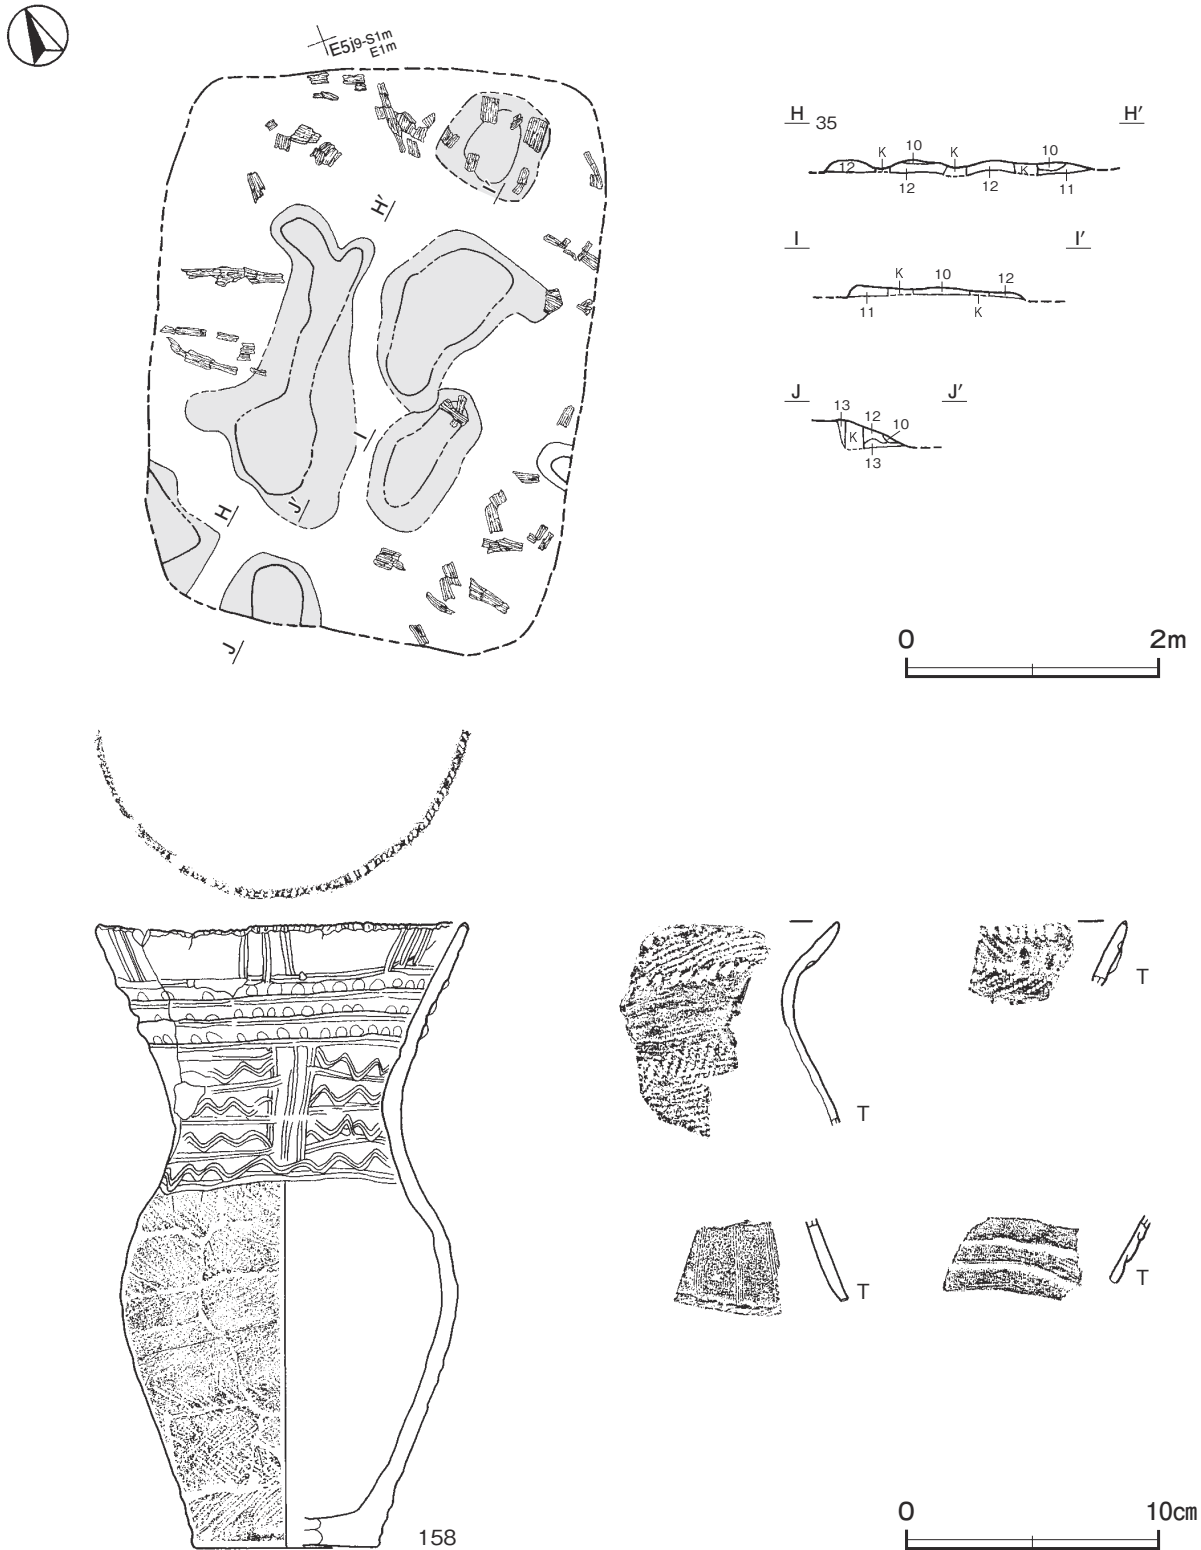 E5j9-S1m
E1m
H 35 H′
K 10 K 10
12 K
12 12 11
I I′
K 10 12
11 K
J J′
13 12 10
K
13
H′
I
J′
H
J
0 2m
T
T
T
T
158
0 10cm